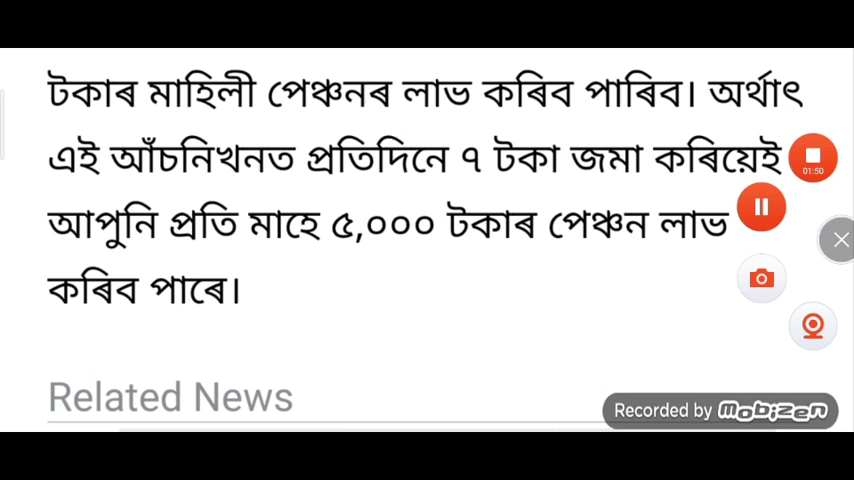 টকাৰ মাহিলী পেঞ্চনৰ লাভ কৰিব পাৰিব। অৰ্থাৎ
এই আঁচনিখনত প্ৰতিদিনে ৭ টকা জমা কৰিয়েই
01:50
আপুনি প্ৰতি মাহে ৫,০০০ টকাৰ পেঞ্চন লাভ
কৰিব পাৰে।
Related News
Recorded by mobizen